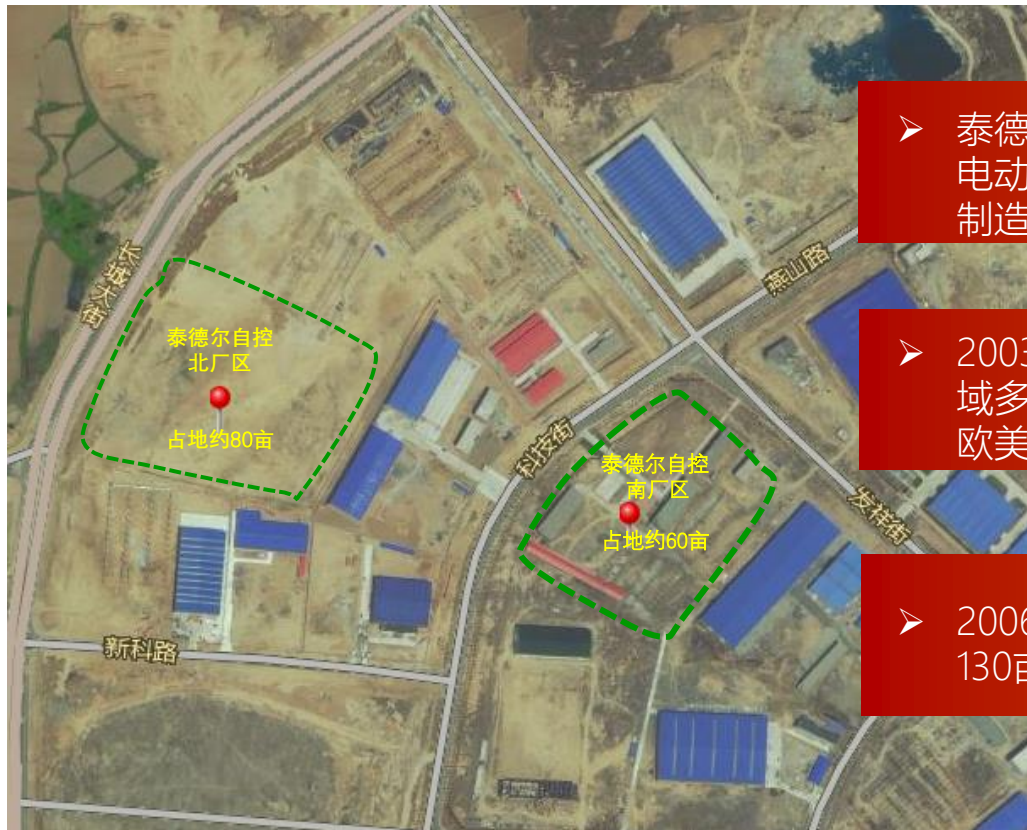 长城大街
泰德尔自控
北厂区
占地约80亩
燕山路
科技街
泰德尔自控
南厂区
占地约60亩
发祥街
新科路
泰德
电动
制造
2003
域多
欧美
2006
130亩